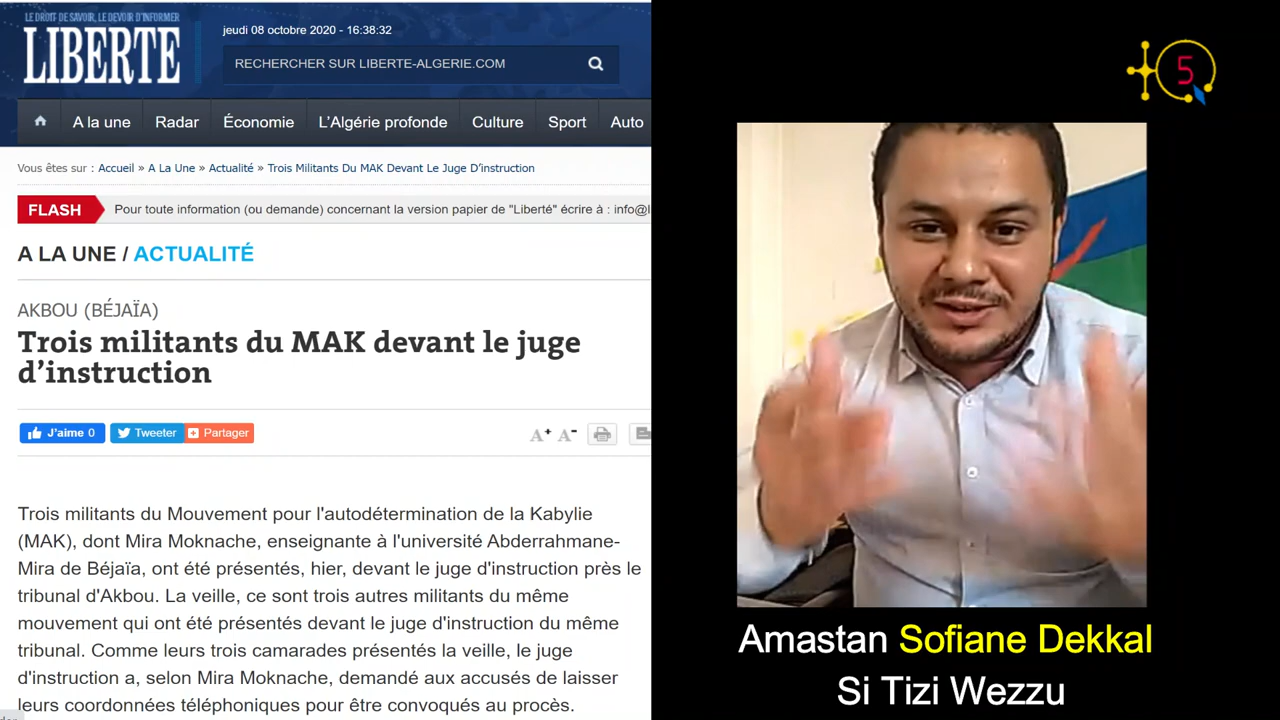 LE DROIT DE SAVOIR, LE DEVOIR D'INFORMER
LIBERTE
jeudi 08 octobre 2020 - 16:38:32
RECHERCHER SUR LIBERTE-ALGERIE.COM
A la une Radar Économie L'Algérie profonde Culture Sport Auto
Vous êtes sur : Accueil » A La Une » Actualité » Trois Militants Du MAK Devant Le Juge D'instruction
FLASH Pour toute information (ou demande) concernant la version papier de "Liberté" écrire à : info@l
A LA UNE / ACTUALITÉ
AKBOU (BÉJAÏA)
Trois militants du MAK devant le juge
d'instruction
J'aime 0 Tweeter Partager A+ A-
Trois militants du Mouvement pour l'autodétermination de la Kabylie
(MAK), dont Mira Moknache, enseignante à l'université Abderrahmane-
Mira de Béjaïa, ont été présentés, hier, devant le juge d'instruction près le
tribunal d'Akbou. La veille, ce sont trois autres militants du même
mouvement qui ont été présentés devant le juge d'instruction du même
tribunal. Comme leurs trois camarades présentés la veille, le juge
d'instruction a, selon Mira Moknache, demandé aux accusés de laisser
leurs coordonnées téléphoniques pour être convoqués au procès.
5
Amastan Sofiane Dekkal
Si Tizi Wezzu